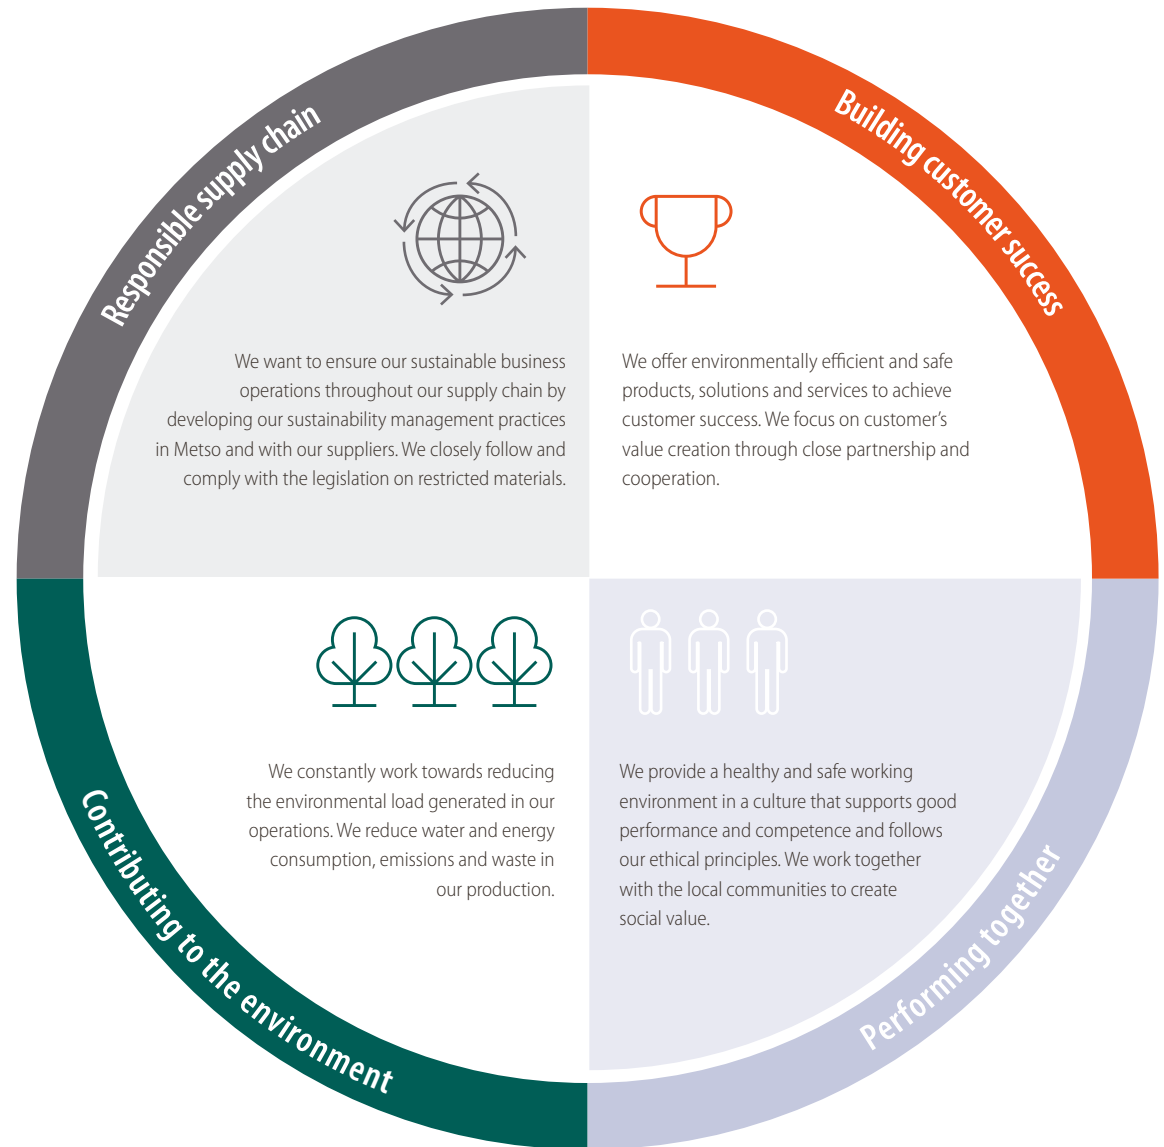 Responsible supply chain
We want to ensure our sustainable business
operations throughout our supply chain by
developing our sustainability management practices
in Metso and with our suppliers. We closely follow and
comply with the legislation on restricted materials.
Building customer success
We offer environmentally efficient and safe
products, solutions and services to achieve
customer success. We focus on customer’s
value creation through close partnership and
cooperation.
Contributing to the environment
We constantly work towards reducing
the environmental load generated in our
operations. We reduce water and energy
consumption, emissions and waste in
our production.
Performing together
We provide a healthy and safe working
environment in a culture that supports good
performance and competence and follows
our ethical principles. We work together
with the local communities to create
social value.